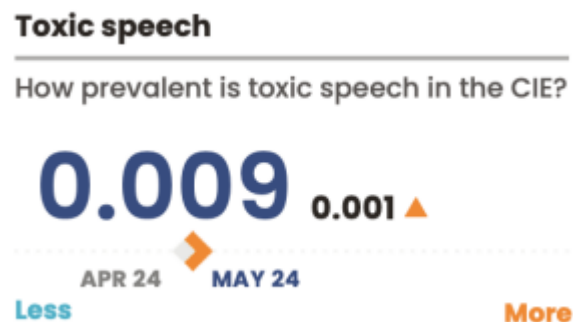 Toxic speech
How prevalent is toxic speech in the CIE?
0.009 0.001
APR 24 MAY 24
Less More